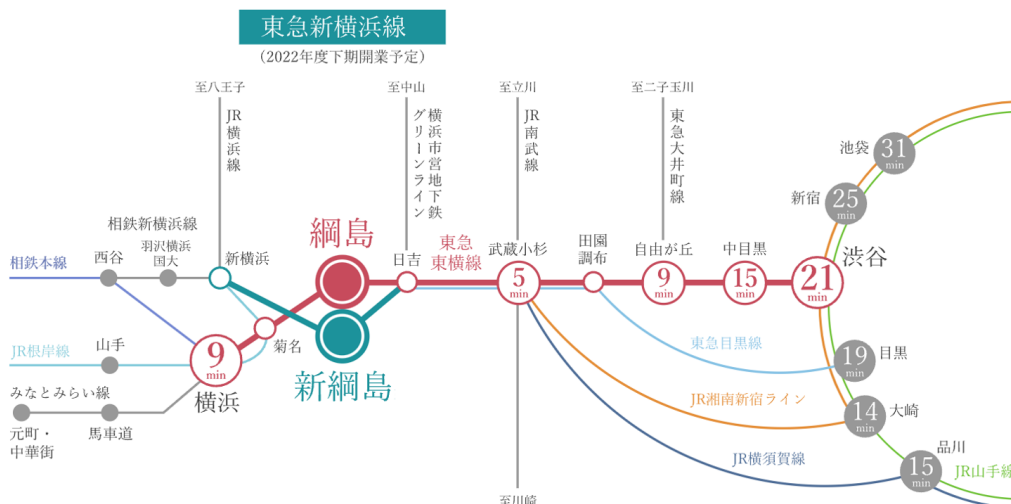 東急新横浜線
(2022年度下期開業予定)
至八王子
JR横浜線
至中山
横浜市営地下鉄
グリーンライン
至立川
JR南武線
至二子玉川
東急大井町線
池袋
31
min
新宿
25
min
相鉄新横浜線
羽沢横浜
国大
西谷
相鉄本線
新横浜
綱島
日吉
東急
東横線
武蔵小杉
5
min
田園
調布
自由が丘
9
min
中目黒
15
min
渋谷
21
min
JR根岸線
山手
9
min
横浜
菊名
新綱島
東急目黒線
19
min
目黒
みなとみらい線
元町・
中華街
馬車道
JR湘南新宿ライン
14
min
大崎
JR横須賀線
品川
15
min
JR山手線
至川崎